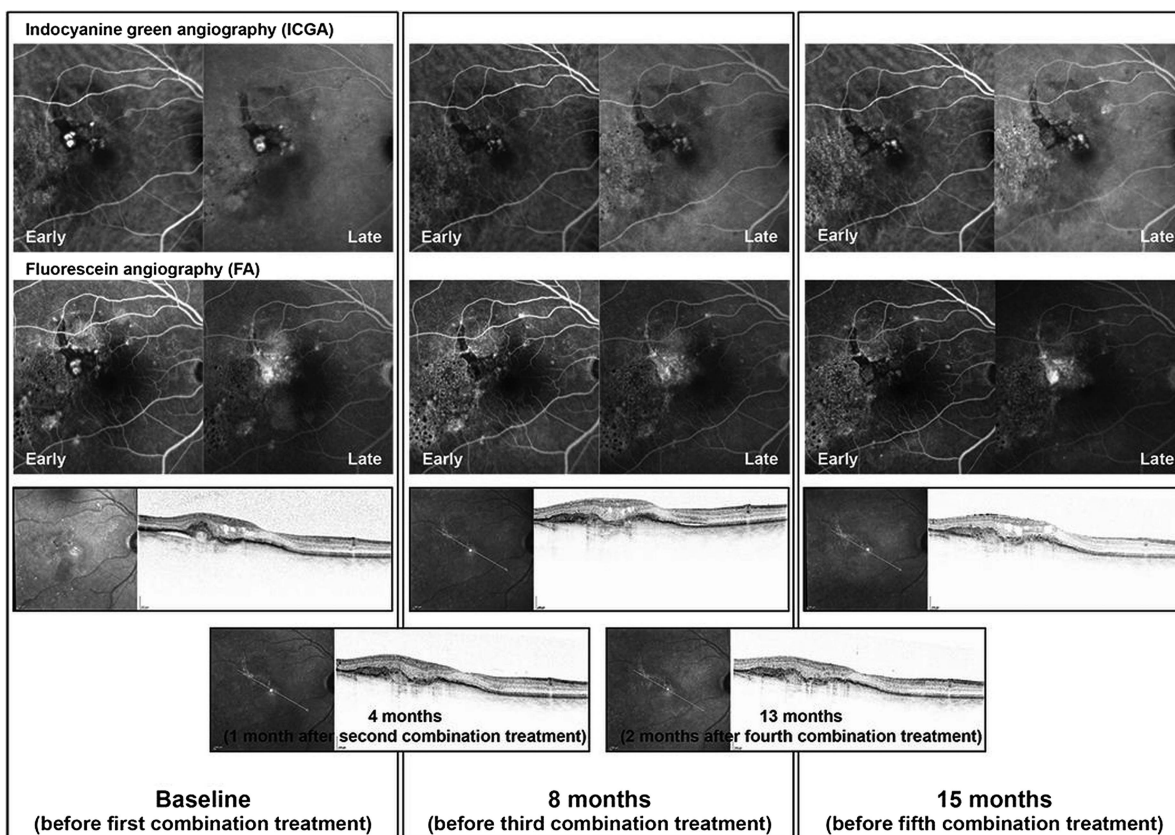 Indocyanine green angiography (ICGA)
Early
Late
Early
Late
Early
Late
Fluorescein angiography (FA)
Early
Late
Early
Late
Early
Late
4 months
(1 month after second combination treatment)
13 months
(2 months after fourth combination treatment)
Baseline
(before first combination treatment)
8 months
(before third combination treatment)
15 months
(before fifth combination treatment)